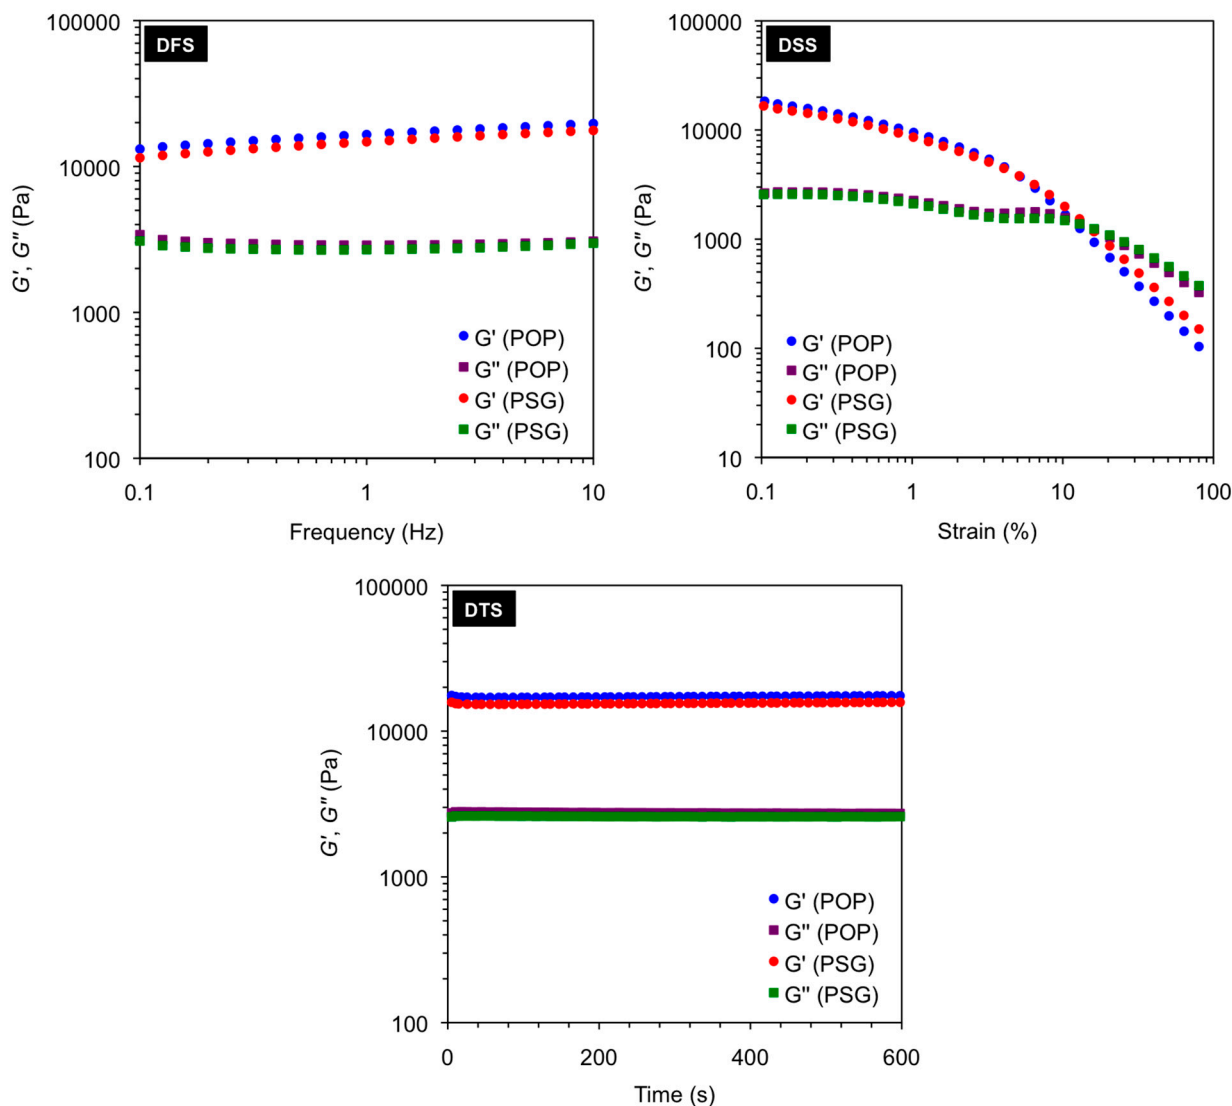 DFS
100000
10000
1000
100
G', G" (Pa)
0.1
1
10
Frequency (Hz)
G' (POP)
G" (POP)
G' (PSG)
G" (PSG)
DSS
100000
10000
1000
100
10
G', G" (Pa)
0.1
1
10
100
Strain (%)
G' (POP)
G" (POP)
G' (PSG)
G" (PSG)
DTS
100000
10000
1000
100
G', G" (Pa)
0
200
400
600
Time (s)
G' (POP)
G" (POP)
G' (PSG)
G" (PSG)